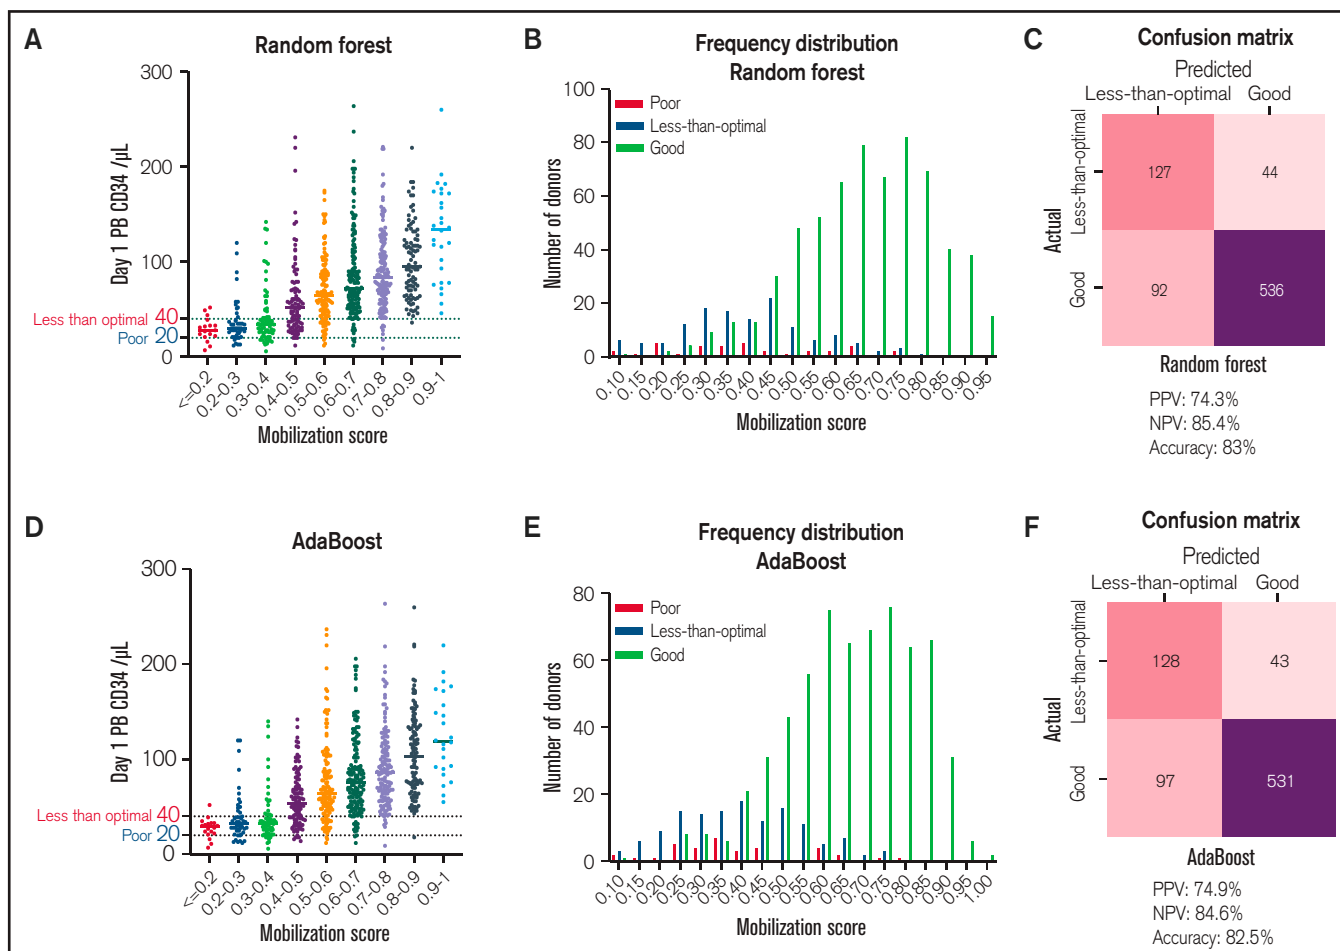 A
Random forest
300
200
100
0
Day 1 PB CD34 /µL
Less than optimal 40
Poor 20
<=0.2
0.2-0.3
0.3-0.4
0.4-0.5
0.5-0.6
0.6-0.7
0.7-0.8
0.8-0.9
0.9-1
Mobilization score
B
Frequency distribution
Random forest
100
80
60
40
20
0
Number of donors
Poor
Less-than-optimal
Good
0.10
0.15
0.20
0.25
0.30
0.35
0.40
0.45
0.50
0.55
0.60
0.65
0.70
0.75
0.80
0.85
0.90
0.95
Mobilization score
C
Confusion matrix
Predicted
Less-than-optimal Good
Actual
Less-than-optimal
Good
127 44
92 536
Random forest
PPV: 74.3%
NPV: 85.4%
Accuracy: 83%
D
AdaBoost
300
200
100
0
Day 1 PB CD34 /µL
Less than optimal 40
Poor 20
<=0.2
0.2-0.3
0.3-0.4
0.4-0.5
0.5-0.6
0.6-0.7
0.7-0.8
0.8-0.9
0.9-1
Mobilization score
E
Frequency distribution
AdaBoost
80
60
40
20
0
Number of donors
Poor
Less-than-optimal
Good
0.10
0.15
0.20
0.25
0.30
0.35
0.40
0.45
0.50
0.55
0.60
0.65
0.70
0.75
0.80
0.85
0.90
0.95
1.00
Mobilization score
F
Confusion matrix
Predicted
Less-than-optimal Good
Actual
Less-than-optimal
Good
128 43
97 531
AdaBoost
PPV: 74.9%
NPV: 84.6%
Accuracy: 82.5%